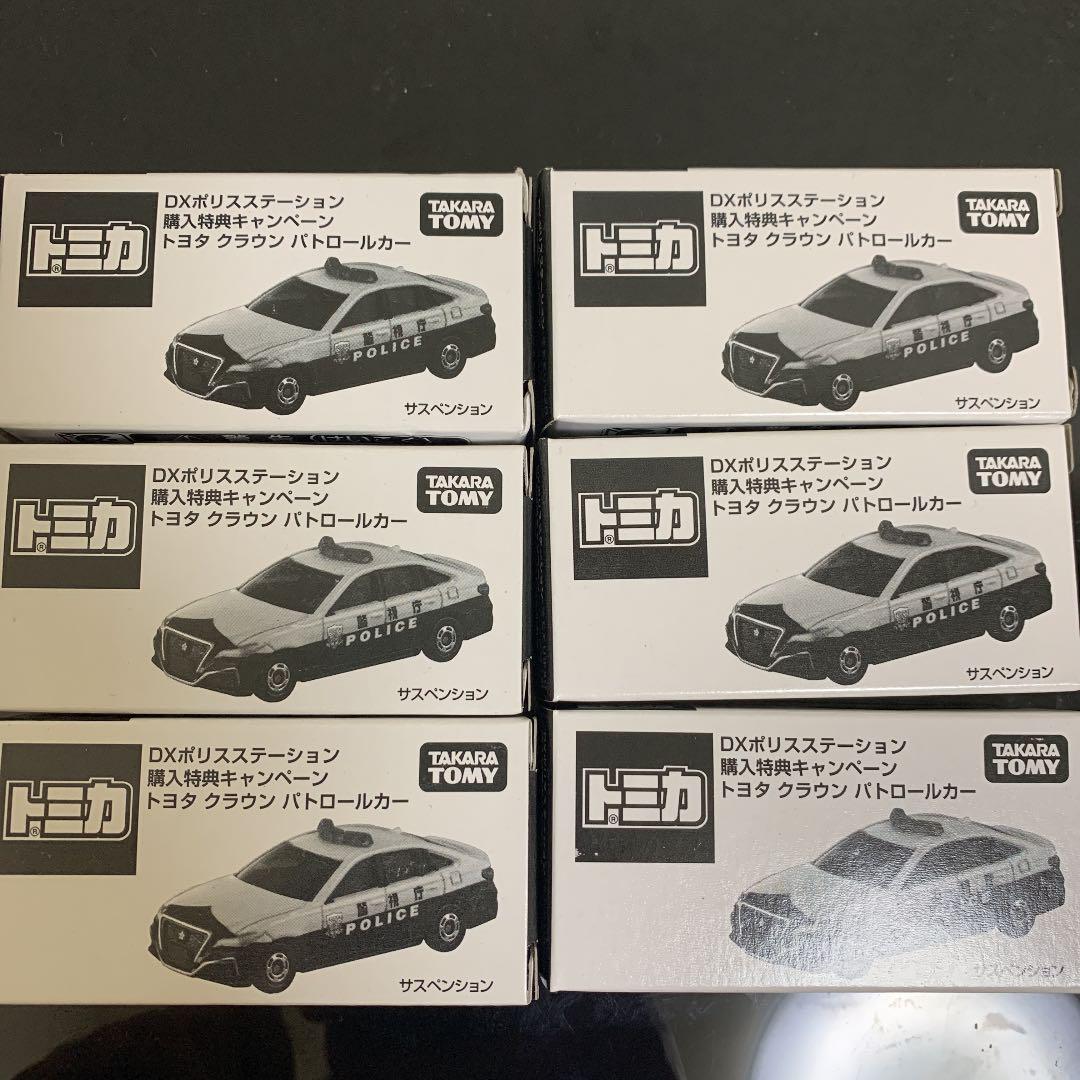 トミカ®
DXポリスステーション
購入特典キャンペーン
トヨタ クラウン パトロールカー
TAKARA
TOMY
警視庁
POLICE
サスペンション
トミカ®
DXポリスステーション
購入特典キャンペーン
トヨタ クラウン パトロールカー
TAKARA
TOMY
警視庁
POLICE
サスペンション
トミカ®
DXポリスステーション
購入特典キャンペーン
トヨタ クラウン パトロールカー
TAKARA
TOMY
警視庁
POLICE
サスペンション
トミカ®
DXポリスステーション
購入特典キャンペーン
トヨタ クラウン パトロールカー
TAKARA
TOMY
警視庁
POLICE
サスペンション
トミカ®
DXポリスステーション
購入特典キャンペーン
トヨタ クラウン パトロールカー
TAKARA
TOMY
警視庁
POLICE
サスペンション
トミカ®
DXポリスステーション
購入特典キャンペーン
トヨタ クラウン パトロールカー
TAKARA
TOMY
サスペンション